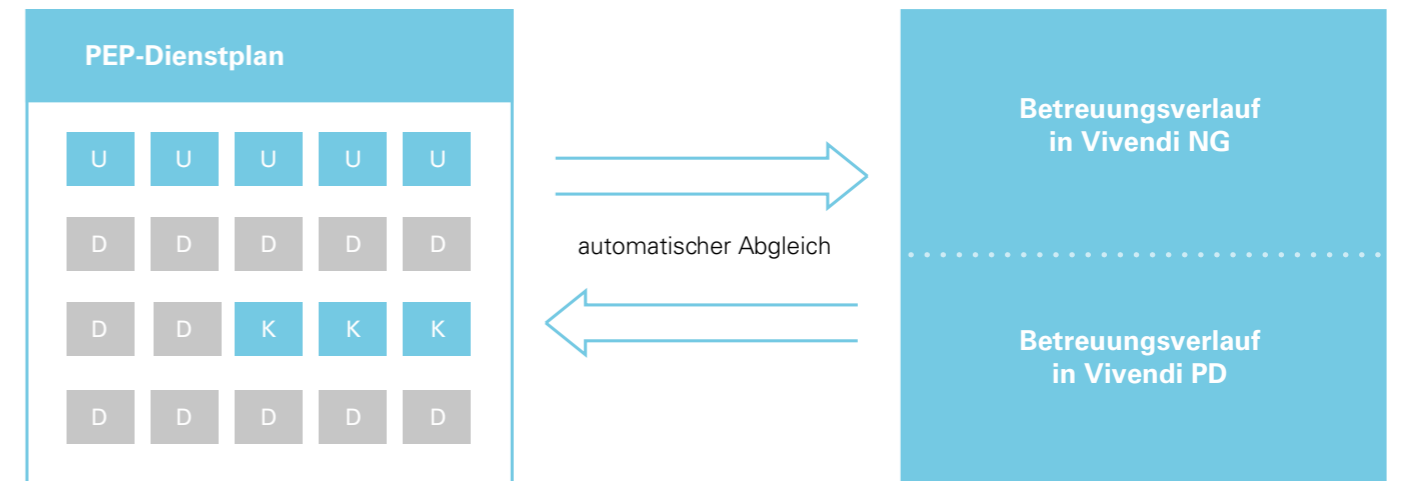 PEP-Dienstplan
U U U U U
D D D D D
D D K K K
D D D D D
automatischer Abgleich
Betreuungsverlauf
in Vivendi NG
Betreuungsverlauf
in Vivendi PD